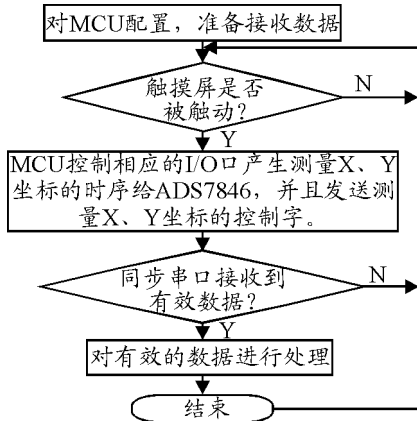 对MCU配置，准备接收数据
触摸屏是否
被触动？
N
Y
MCU控制相应的I/O口产生测量X、Y
坐标的时序给ADS7846，并且发送测
量X、Y坐标的控制字。
同步串口接收到
有效数据？
N
Y
对有效的数据进行处理
结束